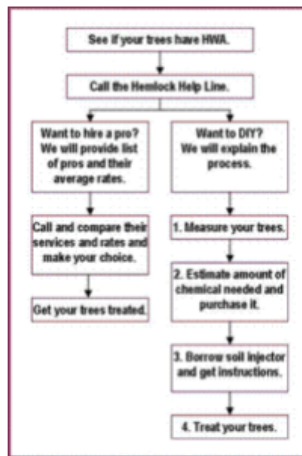 See if your trees have HWA.
Call the Hemlock Help Line.
Want to hire a pro?
We will provide list
of pros and their
average rates.
Call and compare their
services and rates and
make your choice.
Get your trees treated.
Want to DIY?
We will explain the
process.
1. Measure your trees.
2. Estimate amount of
chemical needed and
purchase it.
3. Borrow soil injector
and get instructions.
4. Treat your trees.